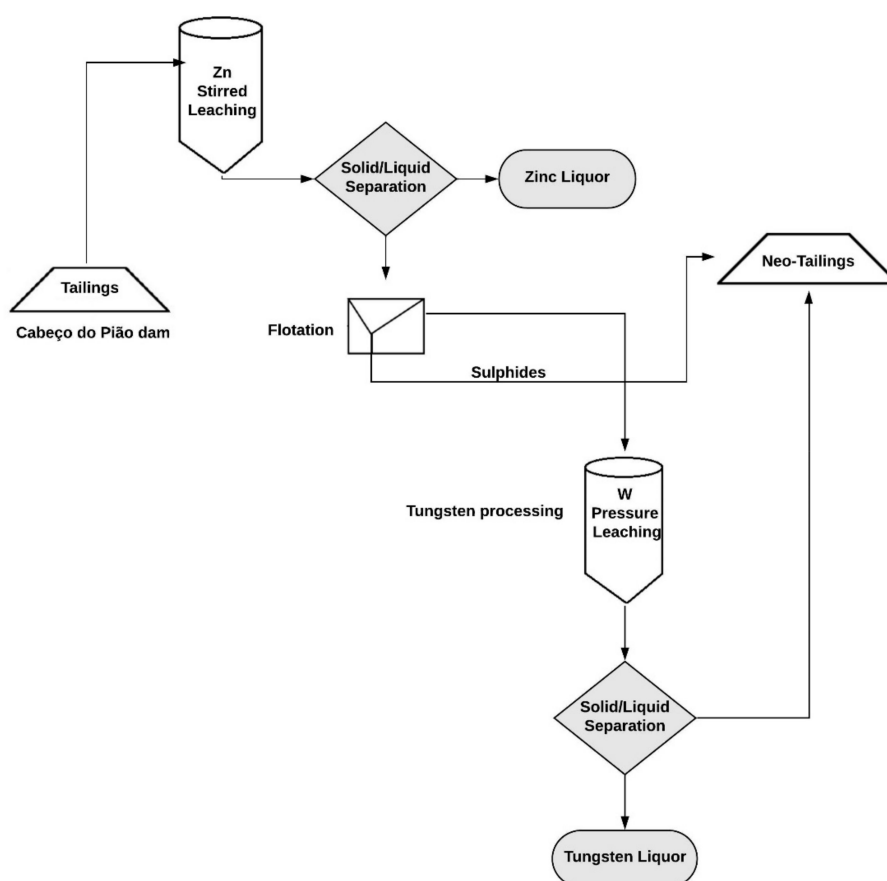 Zn
Stirred
Leaching
Solid/Liquid
Separation
Zinc Liquor
Tailings
Cabeço do Pião dam
Neo-Tailings
Flotation
Sulphides
Tungsten processing
W
Pressure
Leaching
Solid/Liquid
Separation
Tungsten Liquor